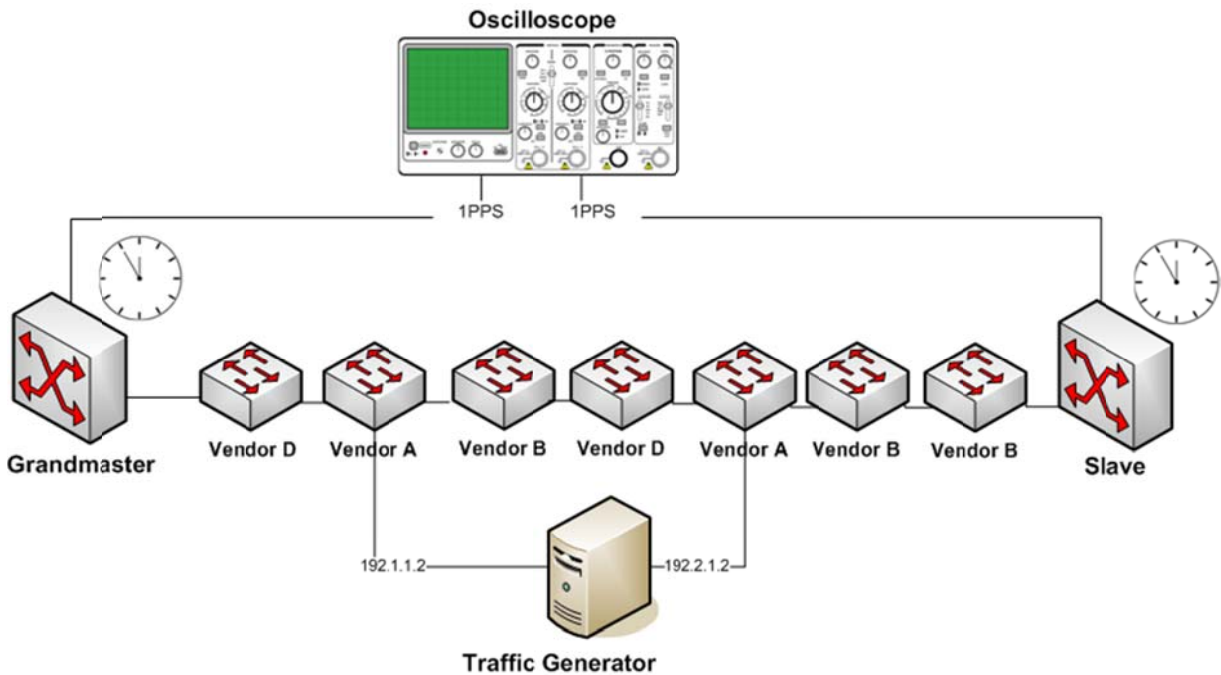 Oscilloscope
1PPS
1PPS
Grandmaster
Vendor D
Vendor A
Vendor B
Vendor D
Vendor A
Vendor B
Vendor B
Slave
192.1.1.2
192.2.1.2
Traffic Generator